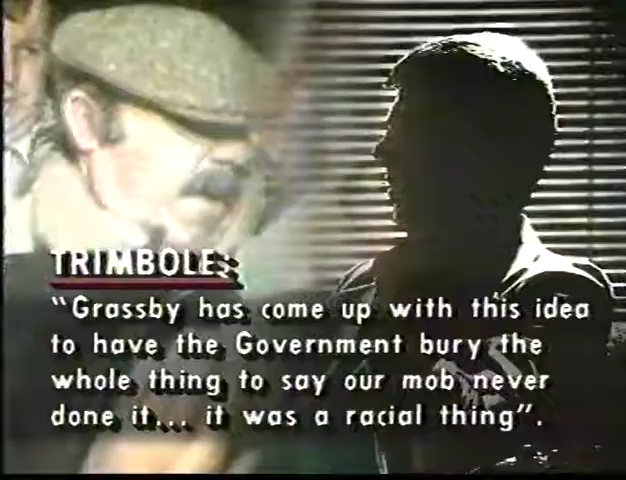 TRIMBOLE:
"Grassby has come up with this idea
to have the Government bury the
whole thing to say our mob never
done it... it was a racial thing".